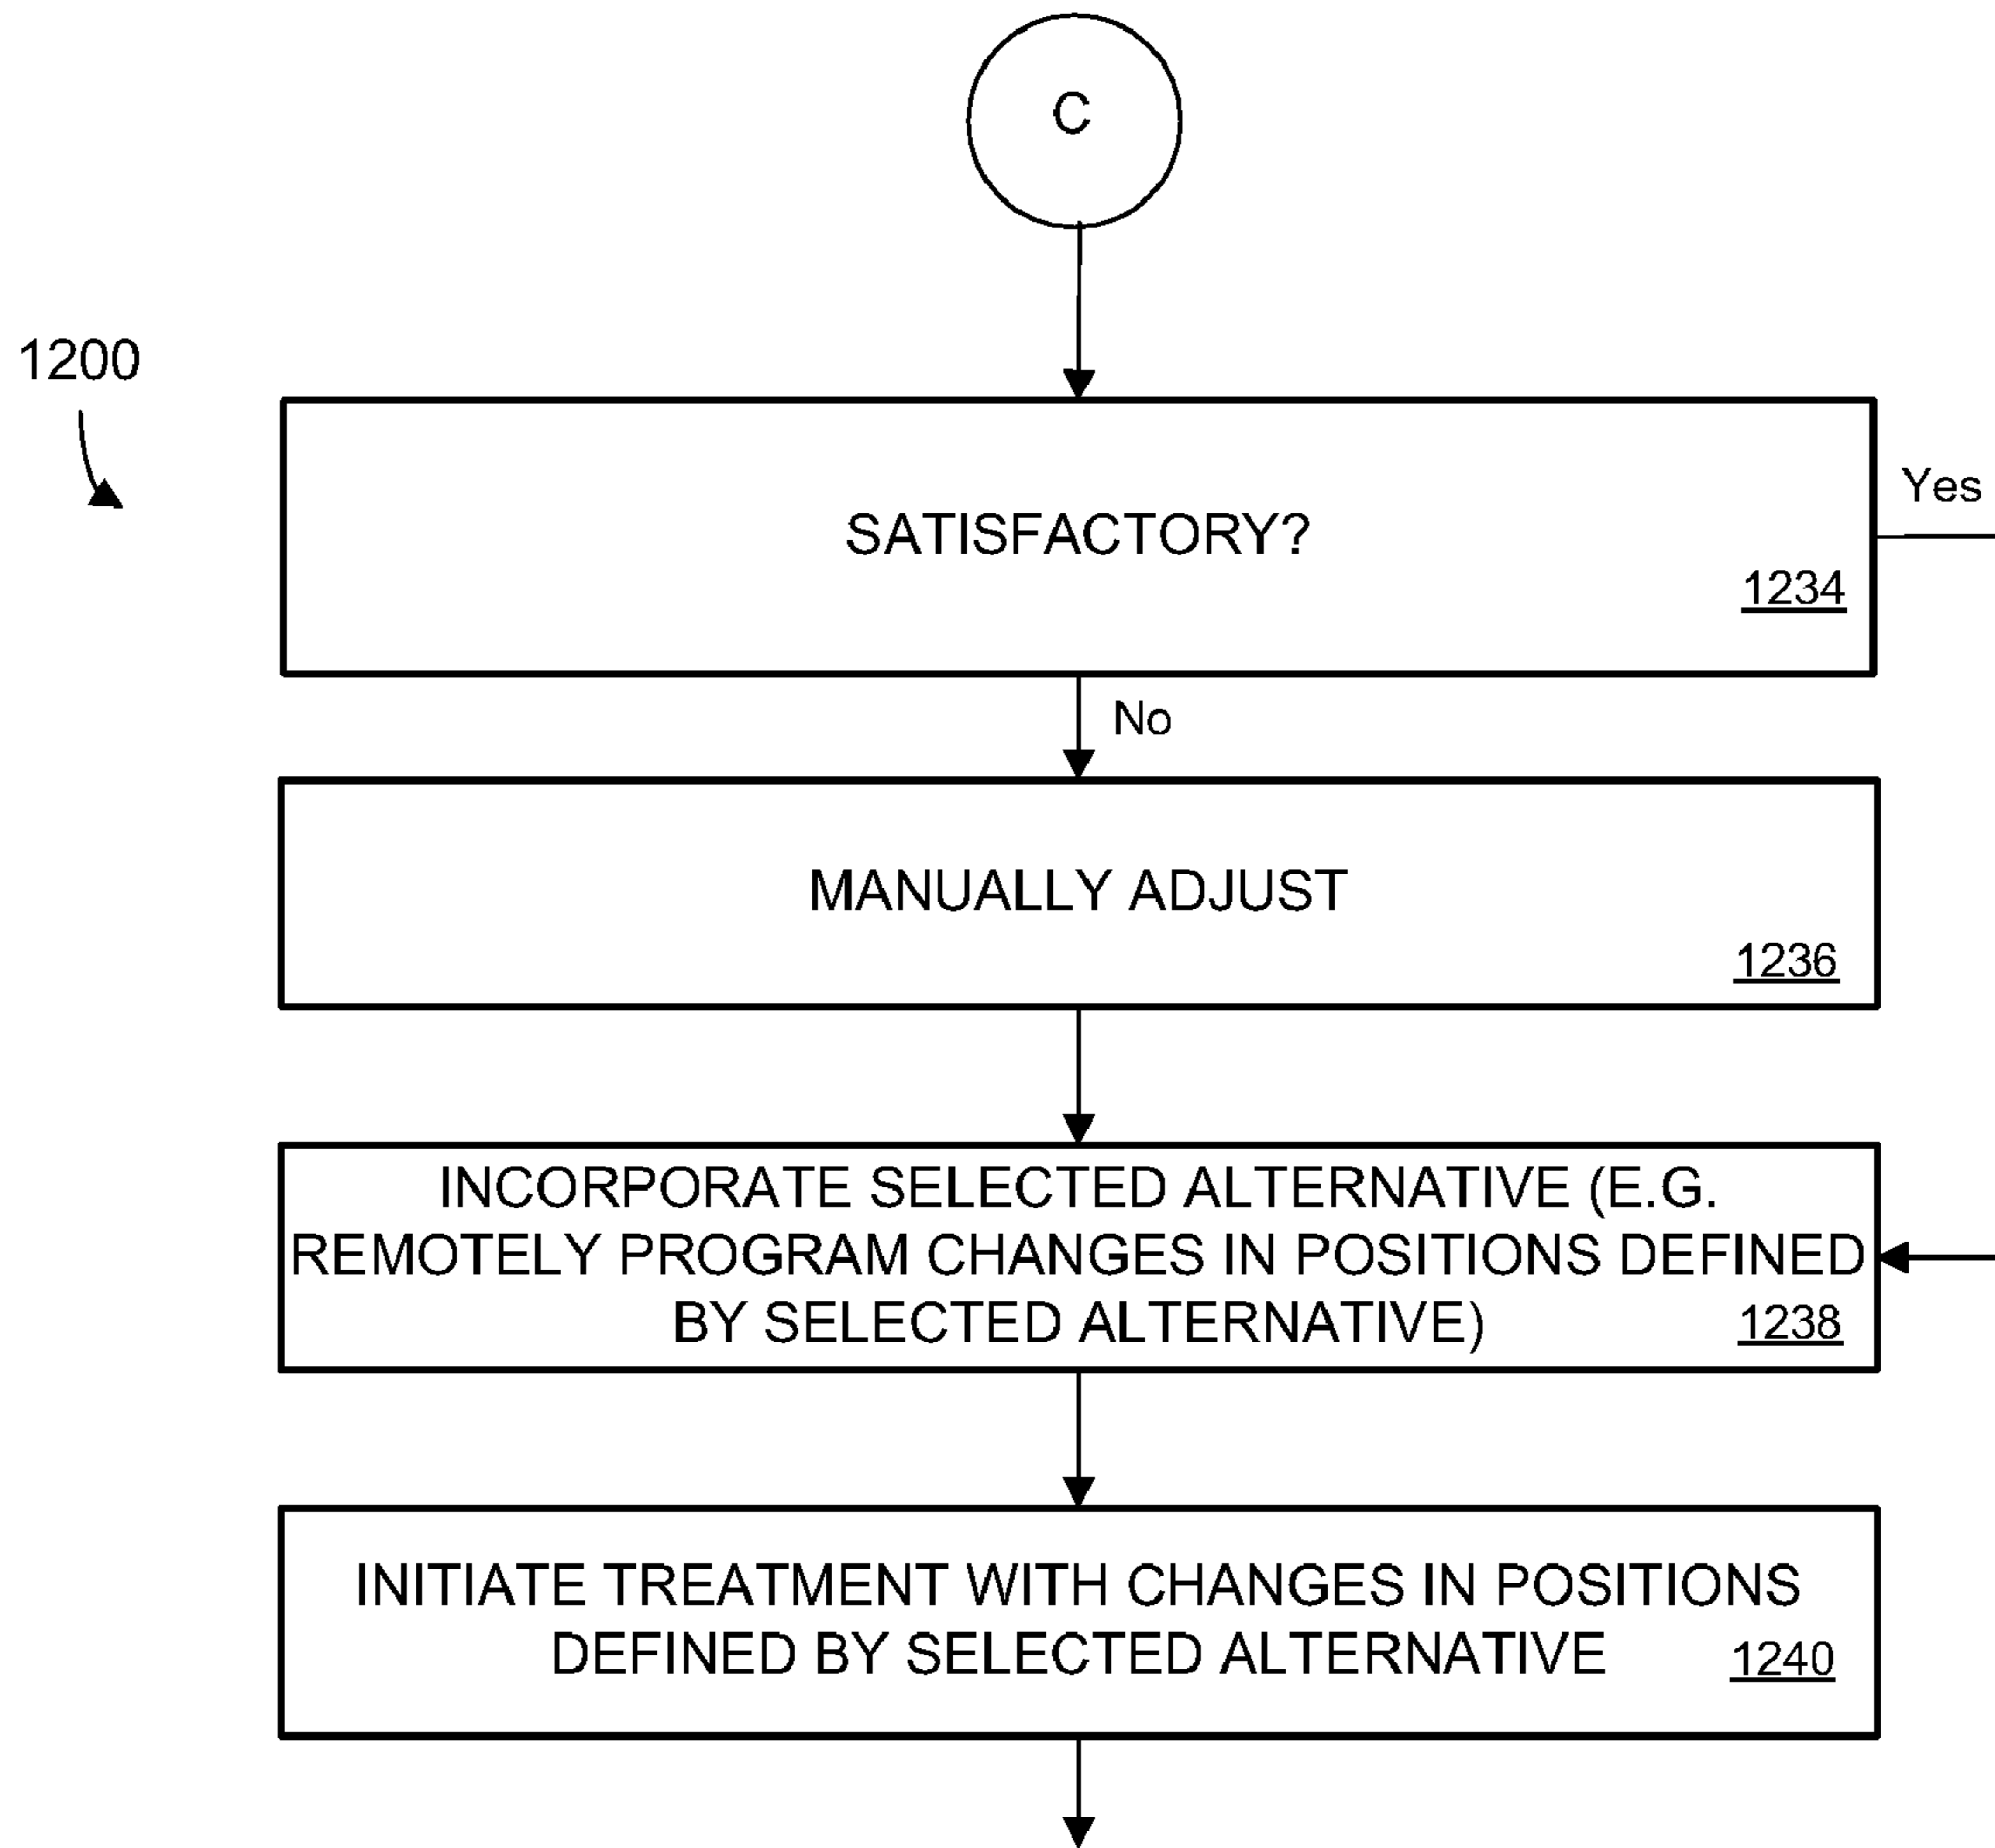 C
1200
SATISFACTORY?
Yes
1234
No
MANUALLY ADJUST
1236
INCORPORATE SELECTED ALTERNATIVE (E.G.
REMOTELY PROGRAM CHANGES IN POSITIONS DEFINED
BY SELECTED ALTERNATIVE)
1238
INITIATE TREATMENT WITH CHANGES IN POSITIONS
DEFINED BY SELECTED ALTERNATIVE
1240